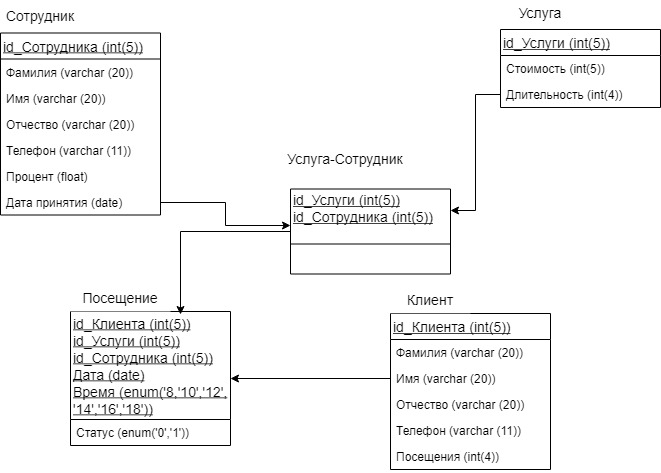 Сотрудник
id_Сотрудника (int(5))
Фамилия (varchar (20))
Имя (varchar (20))
Отчество (varchar (20))
Телефон (varchar (11))
Процент (float)
Дата принятия (date)
Услуга
id_Услуги (int(5))
Стоимость (int(5))
Длительность (int(4))
Услуга-Сотрудник
id_Услуги (int(5))
id_Сотрудника (int(5))
Посещение
id_Клиента (int(5))
id_Услуги (int(5))
id_Сотрудника (int(5))
Дата (date)
Время (enum('8,'10','12',
'14','16','18'))
Статус (enum('0','1'))
Клиент
id_Клиента (int(5))
Фамилия (varchar (20))
Имя (varchar (20))
Отчество (varchar (20))
Телефон (varchar (11))
Посещения (int(4))